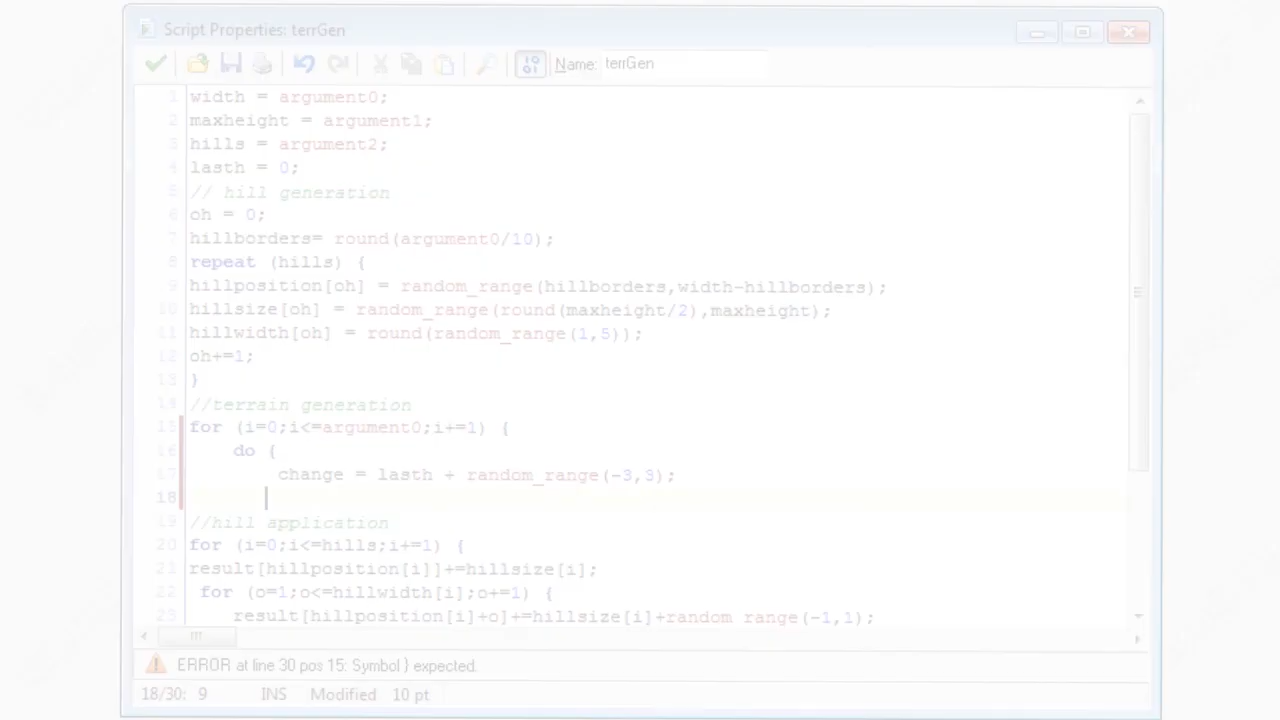 Script Properties: terrGen
Name: terrGen
1 width = argument0;
2 maxheight = argument1;
3 hills = argument2;
4 lasth = 0;
5 // hill generation
6 oh = 0;
7 hillborders= round(argument0/10);
8 repeat (hills) {
9 hillposition[oh] = random_range(hillborders,width-hillborders);
10 hillsize[oh] = random_range(round(maxheight/2),maxheight);
11 hillwidth[oh] = round(random_range(1,5));
12 oh+=1;
13 }
14 //terrain generation
15 for (i=0;i<=argument0;i+=1) {
16 do {
17 change = lasth + random_range(-3,3);
18
19 //hill application
20 for (i=0;i<=hills;i+=1) {
21 result[hillposition[i]]+=hillsize[i];
22 for (o=1;o<=hillwidth[i];o+=1) {
23 result[hillposition[i]+o]+=hillsize[i]+random_range(-1,1);
ERROR at line 30 pos 15: Symbol } expected.
18/30: 9 INS Modified 10 pt